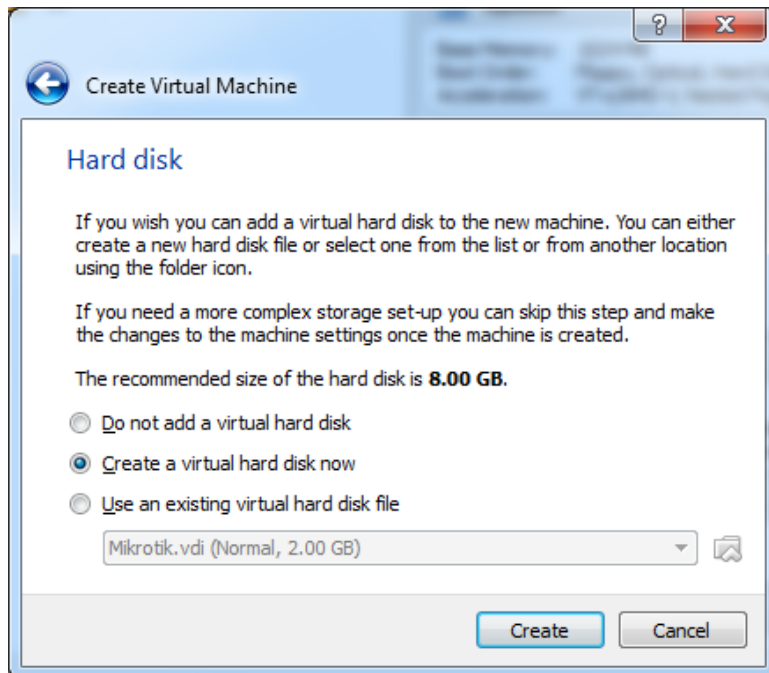 ?
X
Create Virtual Machine
Hard disk
If you wish you can add a virtual hard disk to the new machine. You can either
create a new hard disk file or select one from the list or from another location
using the folder icon.
If you need a more complex storage set-up you can skip this step and make
the changes to the machine settings once the machine is created.
The recommended size of the hard disk is 8.00 GB.
Do not add a virtual hard disk
Create a virtual hard disk now
Use an existing virtual hard disk file
Mikrotik.vdi (Normal, 2.00 GB)
Create
Cancel